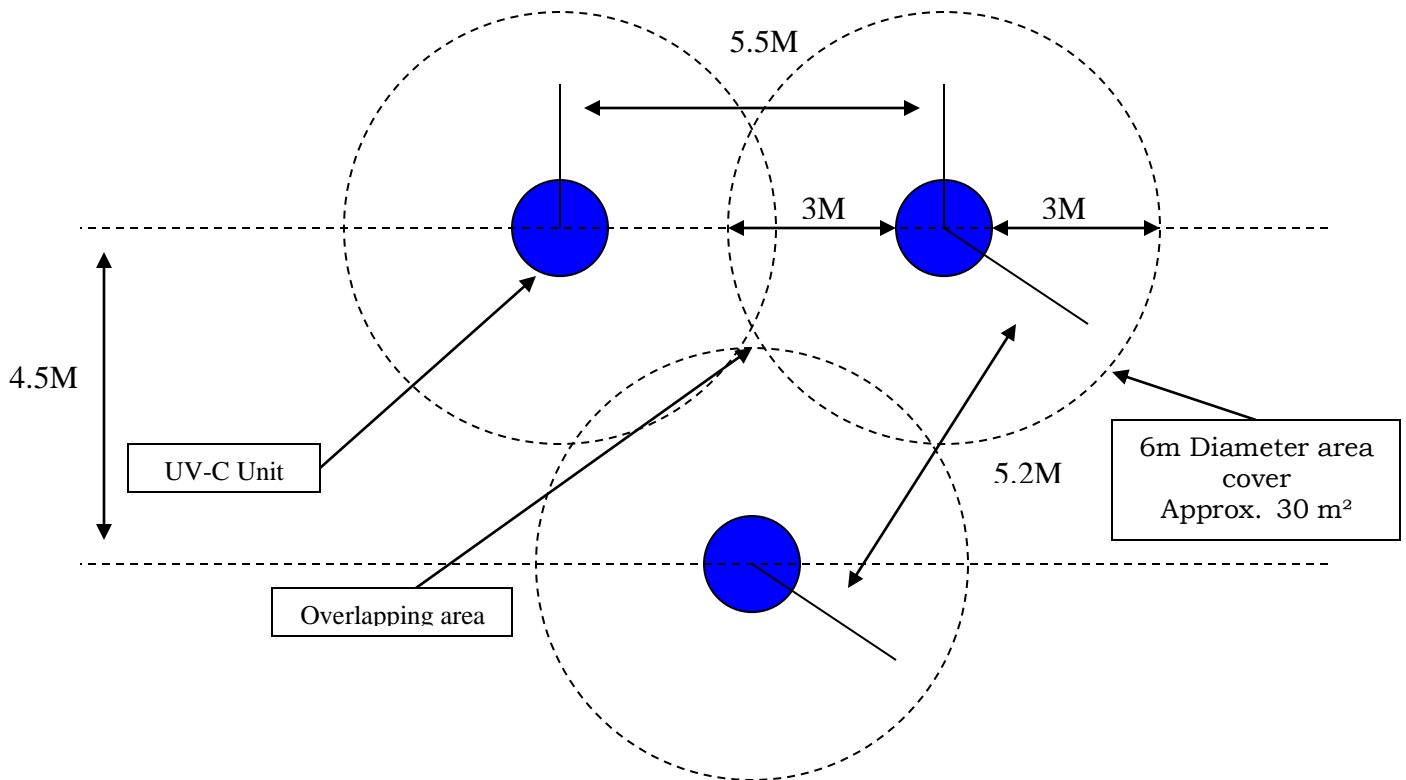 5.5M
3M
3M
4.5M
UV-C Unit
5.2M
6m Diameter area
cover
Approx. 30 m²
Overlapping area